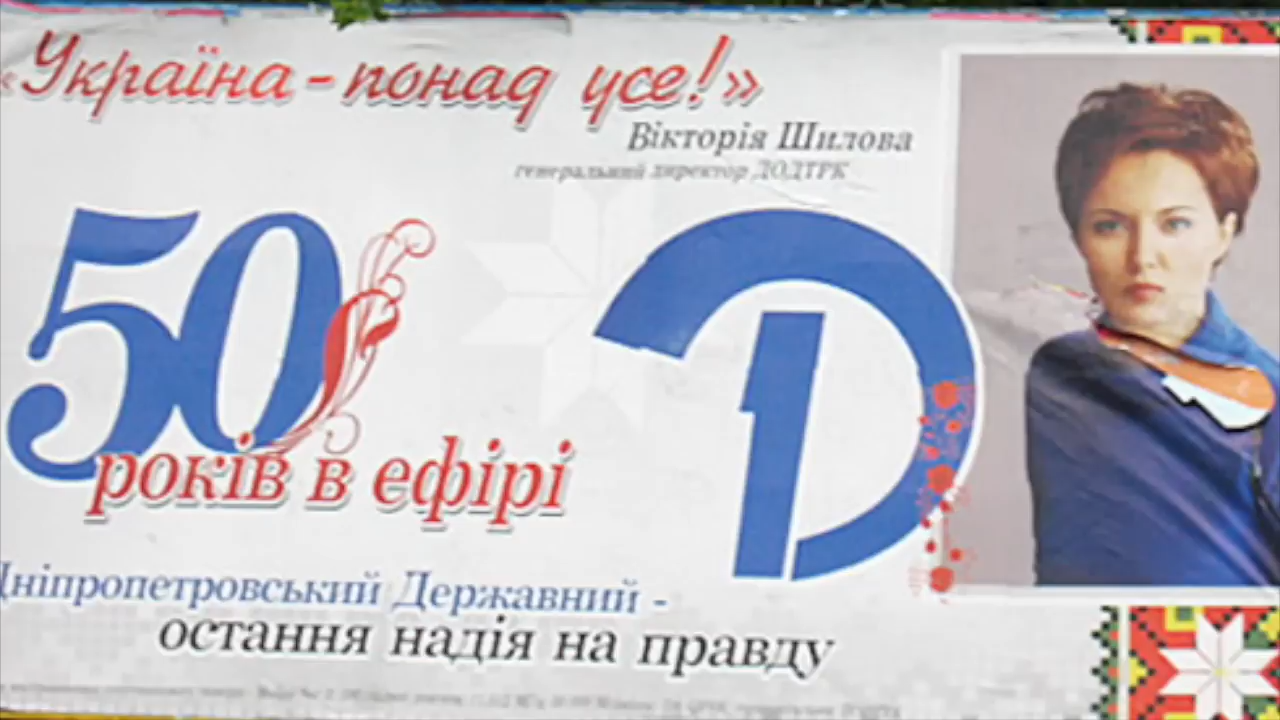 «Україна - понад усе!»
Вікторія Шилова
генеральний директор ДОДТРК
50
років в ефірі
Дніпропетровський Державний -
остання надія на правду